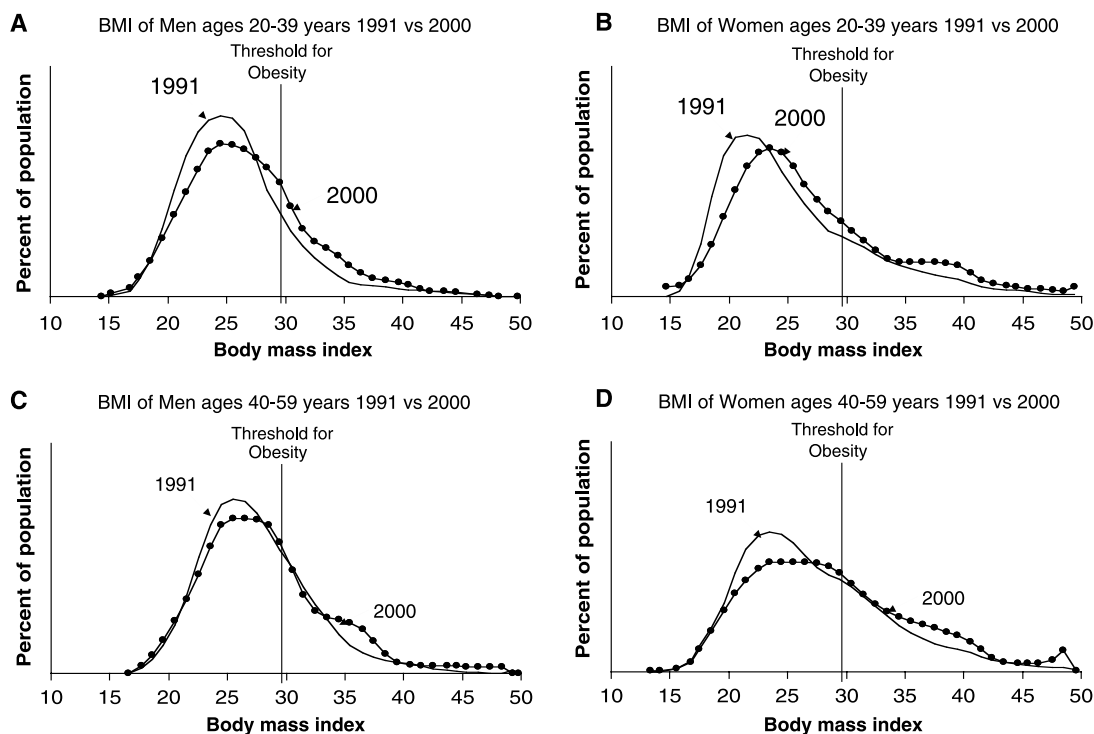 A
BMI of Men ages 20-39 years 1991 vs 2000
Threshold for
Obesity
1991
2000
Percent of population
10 15 20 25 30 35 40 45 50
Body mass index
B
BMI of Women ages 20-39 years 1991 vs 2000
Threshold for
Obesity
1991
2000
Percent of population
10 15 20 25 30 35 40 45 50
Body mass index
C
BMI of Men ages 40-59 years 1991 vs 2000
Threshold for
Obesity
1991
2000
Percent of population
10 15 20 25 30 35 40 45 50
Body mass index
D
BMI of Women ages 40-59 years 1991 vs 2000
Threshold for
Obesity
1991
2000
Percent of population
10 15 20 25 30 35 40 45 50
Body mass index